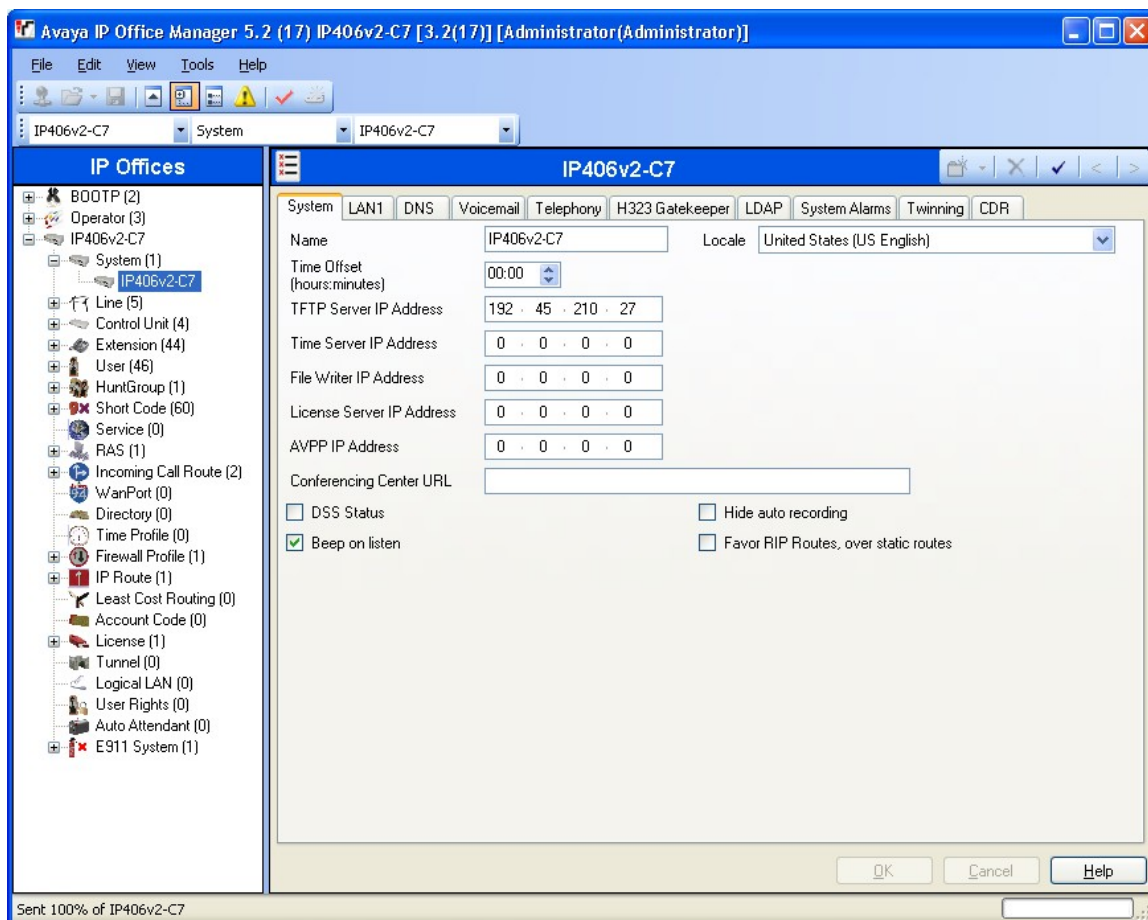 Avaya IP Office Manager 5.2 (17) IP406v2-C7 [3.2(17)] [Administrator(Administrator)]
File Edit View Tools Help
IP406v2-C7 System IP406v2-C7
IP Offices
BOOTP (2)
Operator (3)
IP406v2-C7
System (1)
IP406v2-C7
Line (5)
Control Unit (4)
Extension (44)
User (46)
HuntGroup (1)
Short Code (60)
Service (0)
RAS (1)
Incoming Call Route (2)
WanPort (0)
Directory (0)
Time Profile (0)
Firewall Profile (1)
IP Route (1)
Least Cost Routing (0)
Account Code (0)
License (1)
Tunnel (0)
Logical LAN (0)
User Rights (0)
Auto Attendant (0)
E911 System (1)
IP406v2-C7
System LAN1 DNS Voicemail Telephony H323 Gatekeeper LDAP System Alarms Twinning CDR
Name IP406v2-C7 Locale United States (US English)
Time Offset
(hours:minutes) 00:00
TFTP Server IP Address 192 . 45 . 210 . 27
Time Server IP Address 0 . 0 . 0 . 0
File Writer IP Address 0 . 0 . 0 . 0
License Server IP Address 0 . 0 . 0 . 0
AVPP IP Address 0 . 0 . 0 . 0
Conferencing Center URL
DSS Status Hide auto recording
Beep on listen Favor RIP Routes, over static routes
OK Cancel Help
Sent 100% of IP406v2-C7